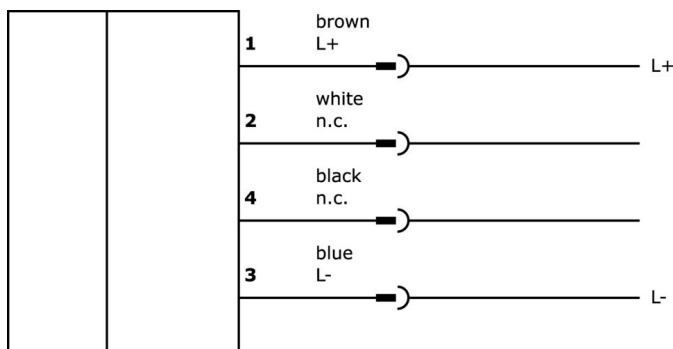 brown
1 L+
L+
white
2 n.c.
black
4 n.c.
blue
3 L-
L-